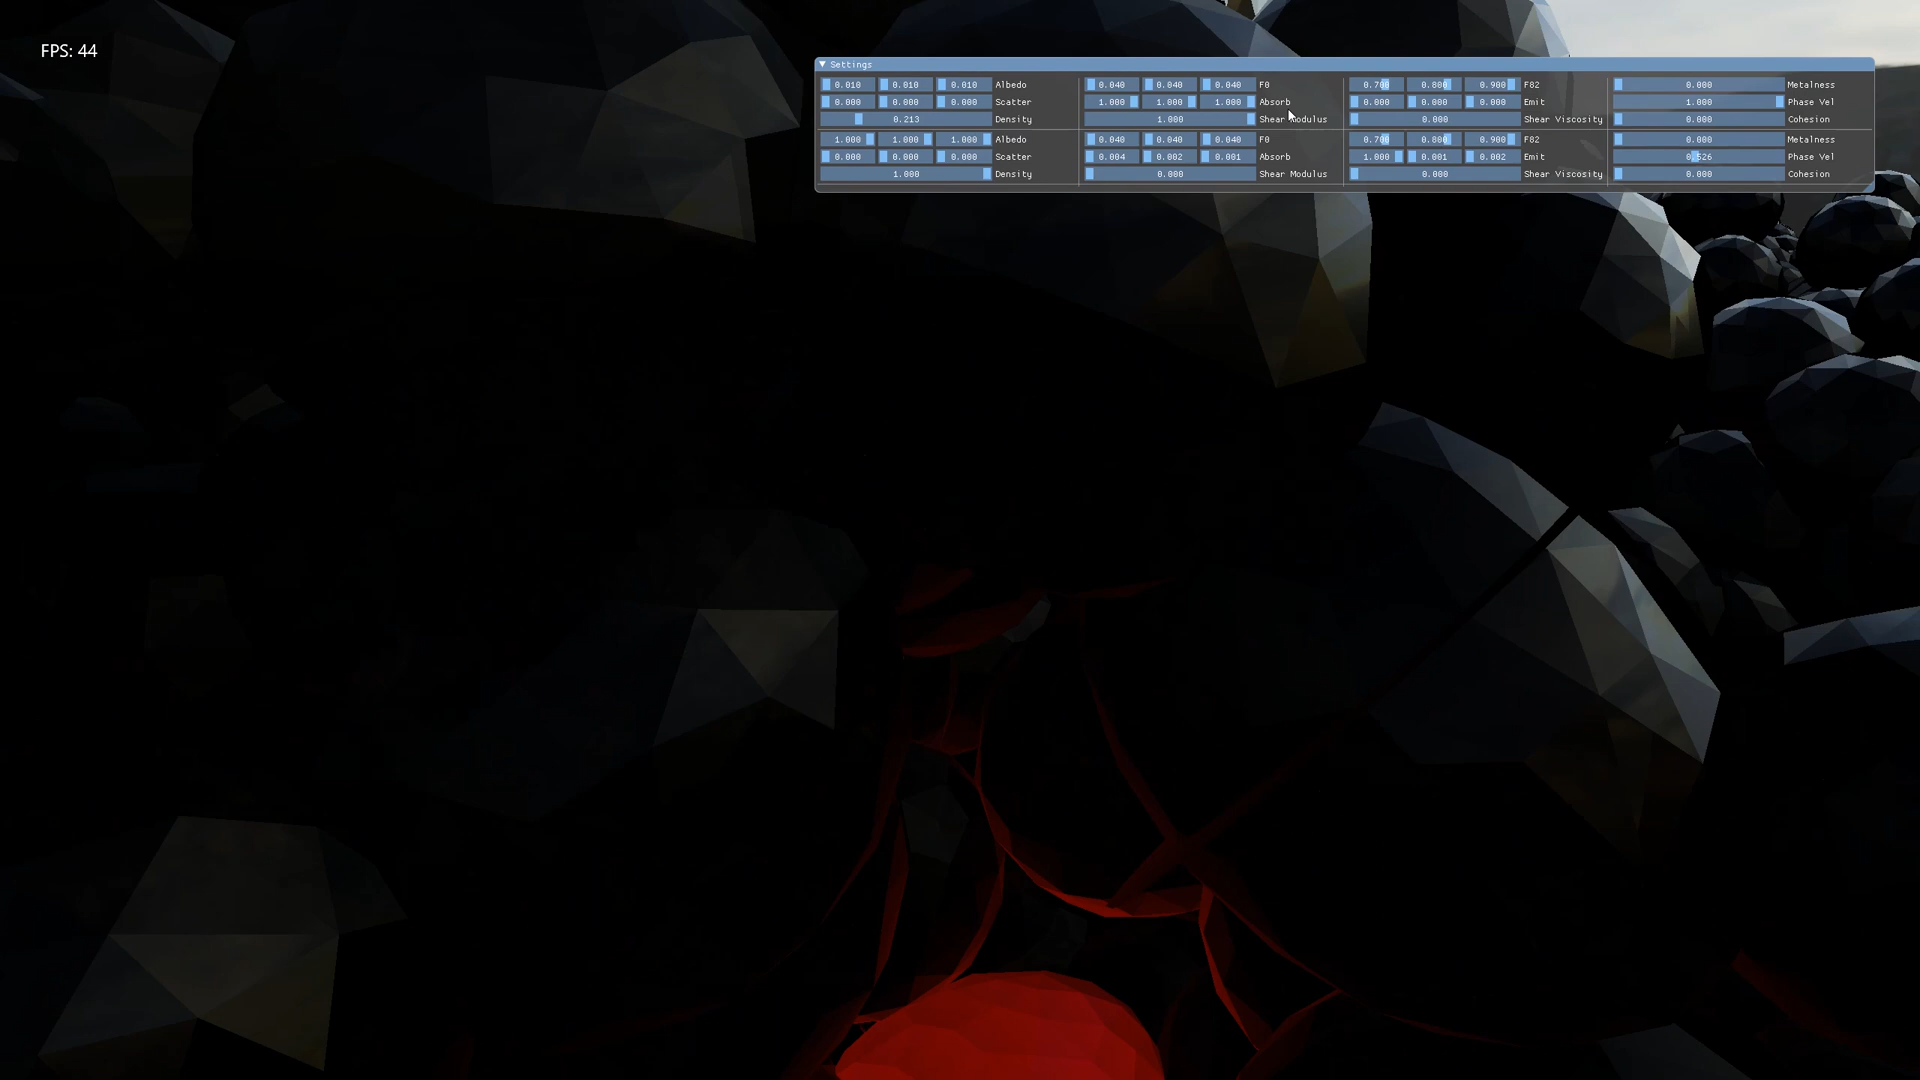 FPS: 44
Settings
0.010 0.010 0.010 Albedo 0.040 0.040 0.040 F0 0.700 0.800 0.900 F82 0.000 Metalness
0.000 0.000 0.000 Scatter 1.000 1.000 1.000 Absorb 0.000 0.000 0.000 Emit 1.000 Phase Vel
0.213 Density 1.000 Shear Modulus 0.000 Shear Viscosity 0.000 Cohesion
1.000 1.000 1.000 Albedo 0.040 0.040 0.040 F0 0.700 0.800 0.900 F82 0.000 Metalness
0.000 0.000 0.000 Scatter 0.004 0.002 0.001 Absorb 1.000 0.001 0.002 Emit 0.526 Phase Vel
1.000 Density 0.000 Shear Modulus 0.000 Shear Viscosity 0.000 Cohesion